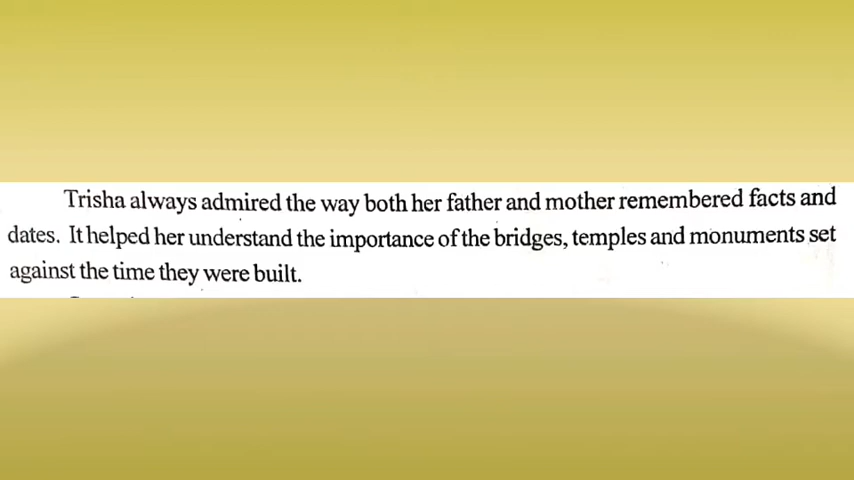 Trisha always admired the way both her father and mother remembered facts and
dates. It helped her understand the importance of the bridges, temples and monuments set
against the time they were built.